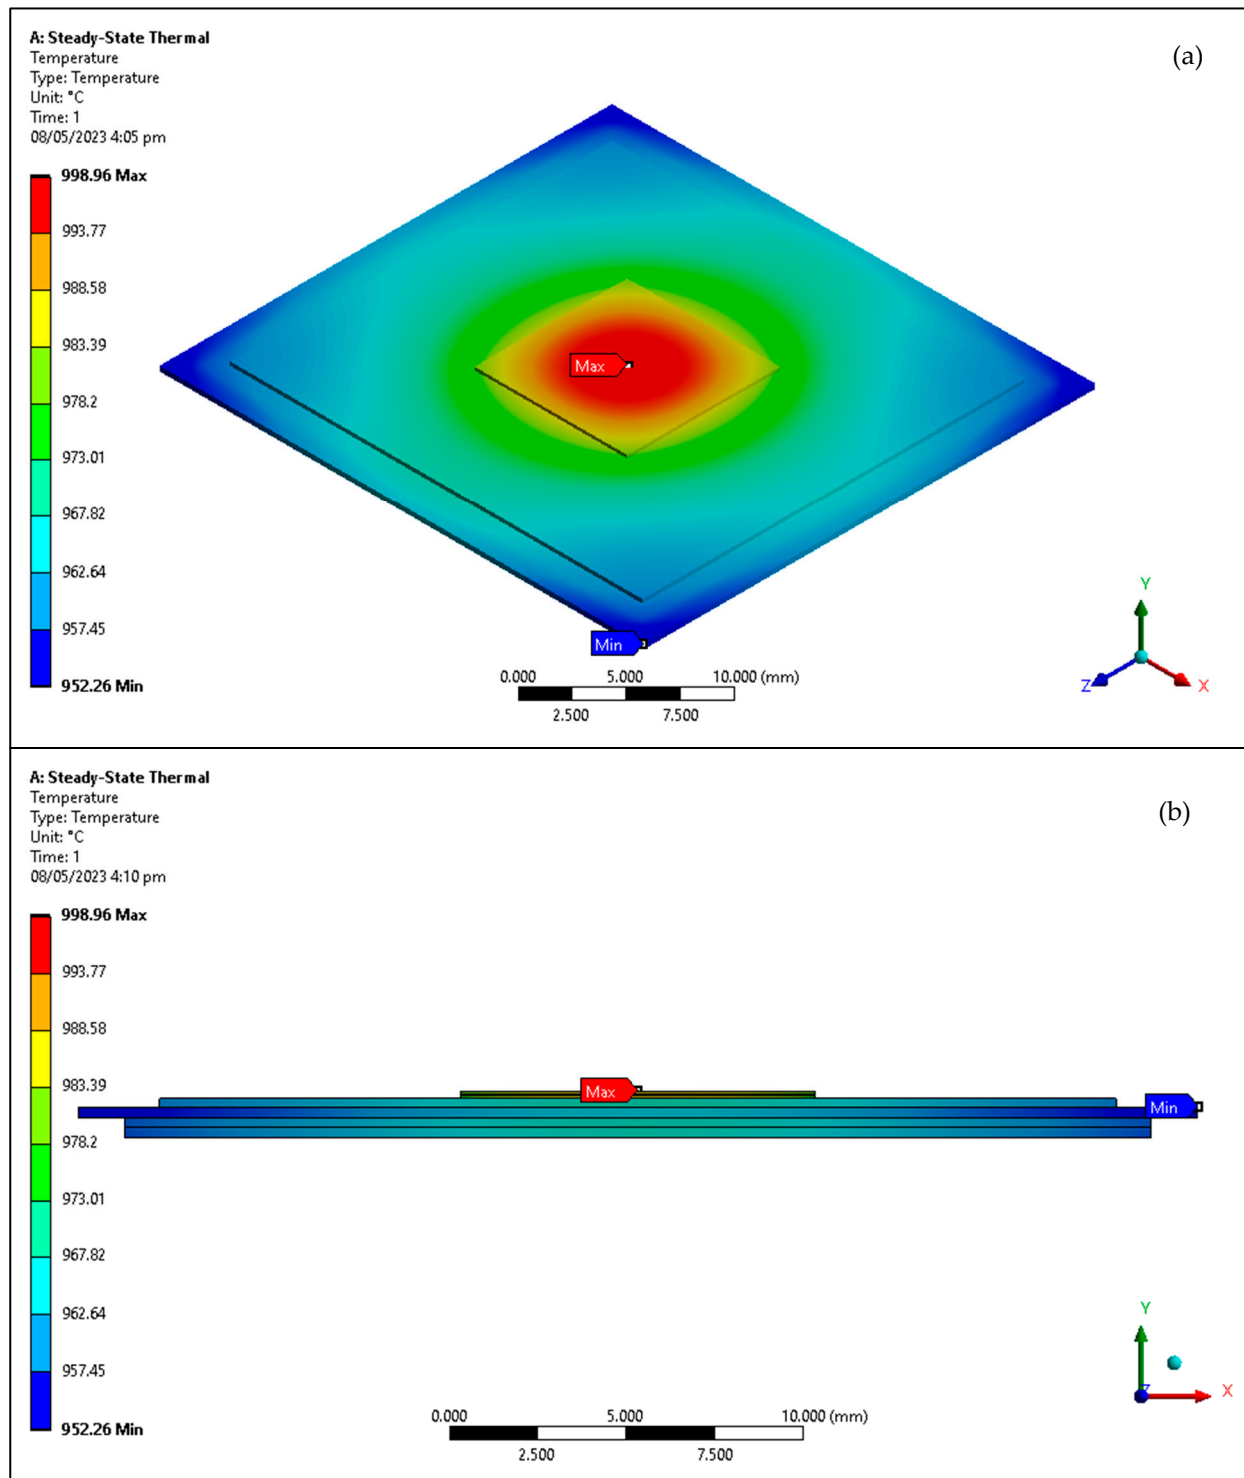 A: Steady-State Thermal
Temperature
Type: Temperature
Unit: °C
Time: 1
08/05/2023 4:05 pm
(a)
998.96 Max
993.77
988.58
983.39
978.2
973.01
967.82
962.64
957.45
952.26 Min
Max
Min
0.000 5.000 10.000 (mm)
2.500 7.500
Y
Z X
A: Steady-State Thermal
Temperature
Type: Temperature
Unit: °C
Time: 1
08/05/2023 4:10 pm
(b)
998.96 Max
993.77
988.58
983.39
978.2
973.01
967.82
962.64
957.45
952.26 Min
Max
Min
0.000 5.000 10.000 (mm)
2.500 7.500
Y
Z X